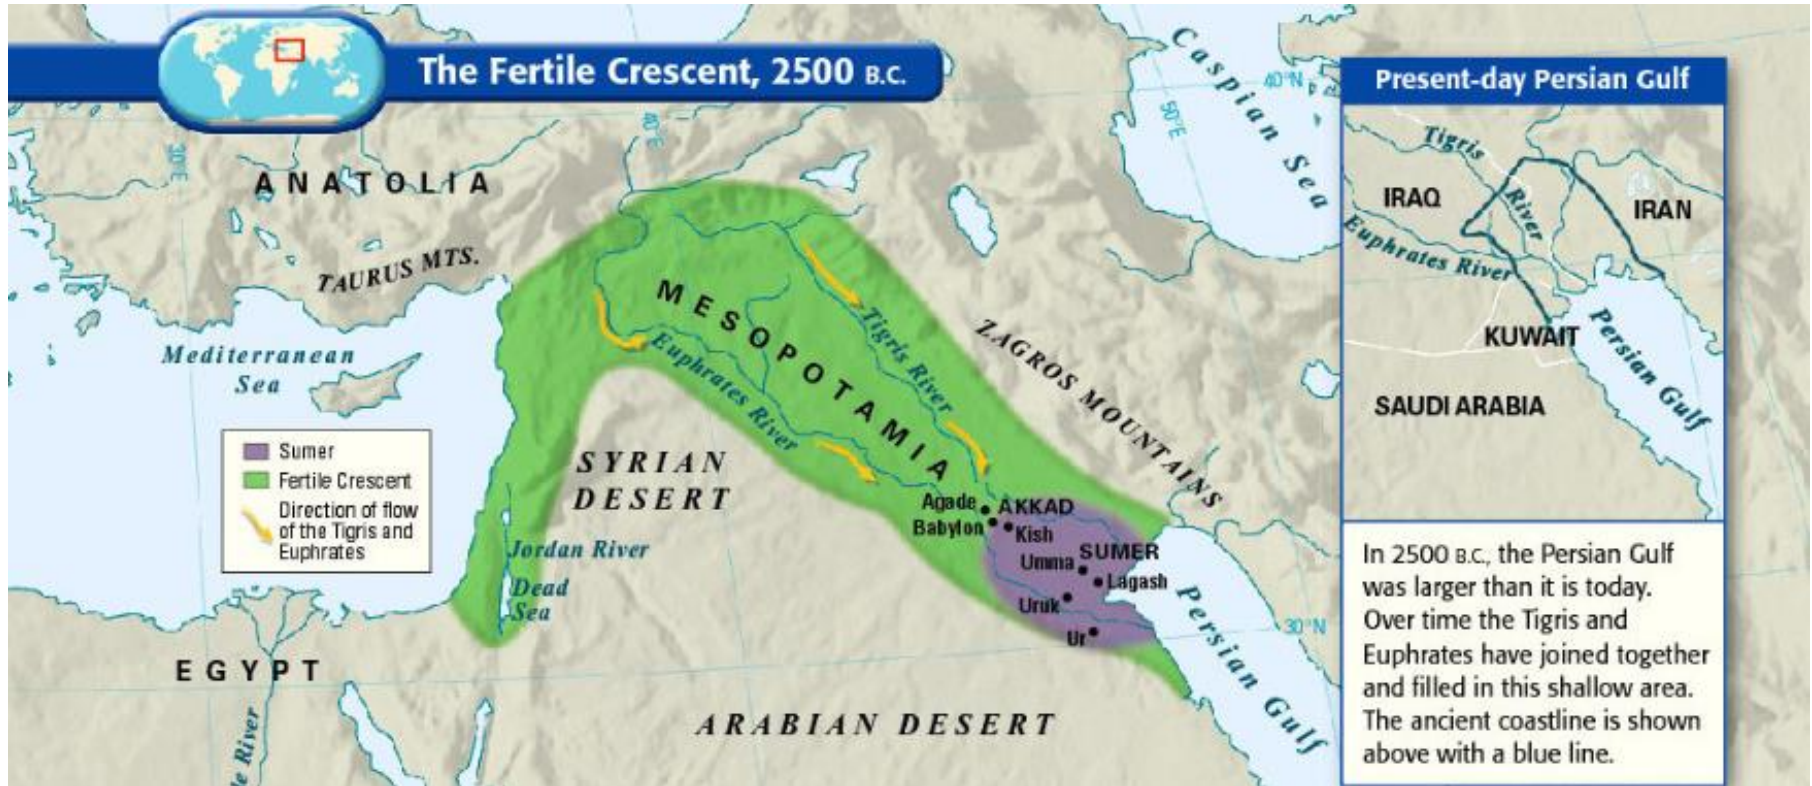 The Fertile Crescent, 2500 B.C.
Caspian Sea
40°N
50°E
40°E
30°E
ANATOLIA
TAURUS MTS.
Mediterranean
Sea
MESOPOTAMIA
Tigris River
Euphrates River
ZAGROS MOUNTAINS
Sumer
Fertile Crescent
Direction of flow
of the Tigris and
Euphrates
SYRIAN
DESERT
Agade
AKKAD
Babylon
Kish
SUMER
Umma
Lagash
Uruk
Ur
Jordan River
Dead
Sea
Persian Gulf
30°N
EGYPT
River
ARABIAN DESERT
Present-day Persian Gulf
Tigris
River
IRAQ
IRAN
Euphrates River
KUWAIT
Persian Gulf
SAUDI ARABIA
In 2500 B.C., the Persian Gulf
was larger than it is today.
Over time the Tigris and
Euphrates have joined together
and filled in this shallow area.
The ancient coastline is shown
above with a blue line.